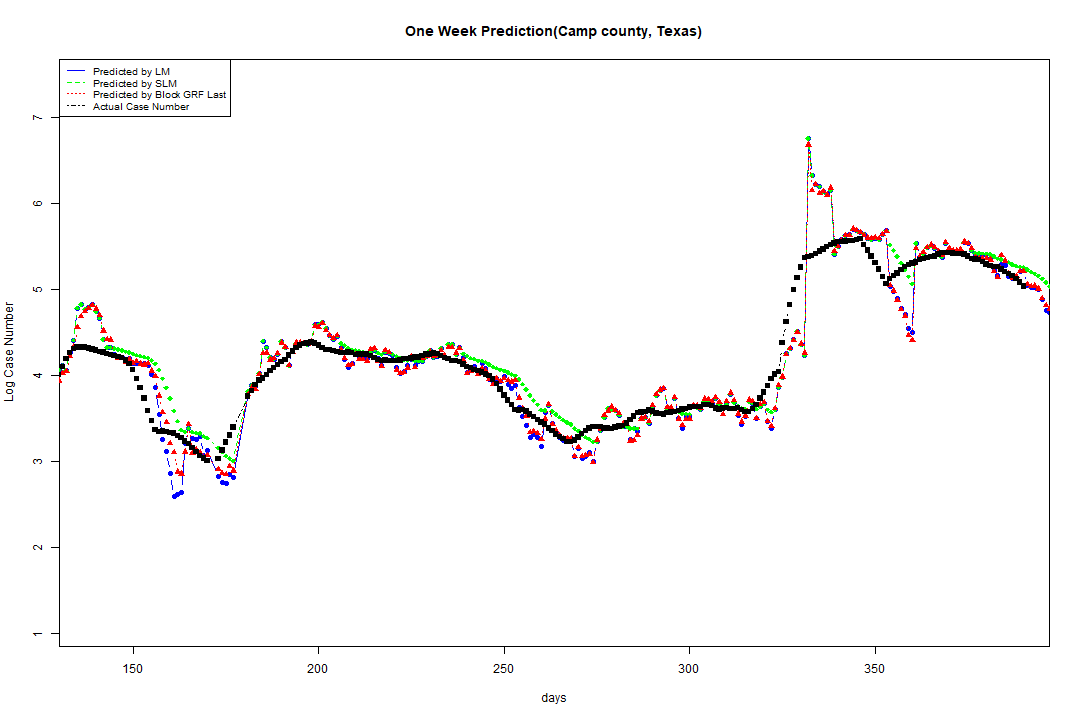 One Week Prediction(Camp county, Texas)
Predicted by LM
Predicted by SLM
Predicted by Block GRF Last
Actual Case Number
7
6
5
4
3
2
1
Log Case Number
150 200 250 300 350
days